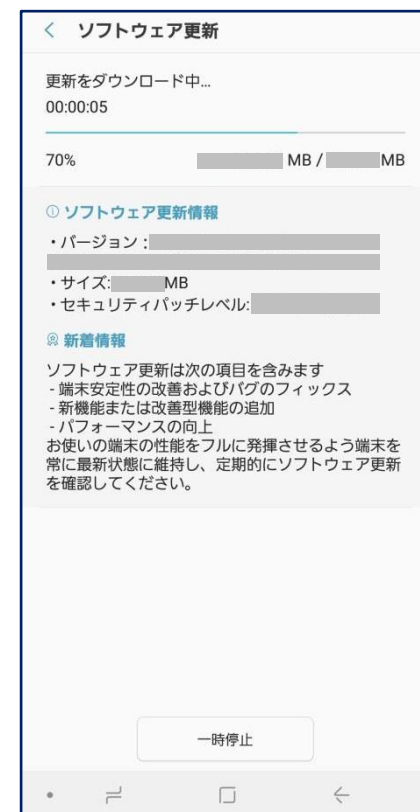 ソフトウェア更新
更新をダウンロード中...
00:00:05
70% MB / MB
ソフトウェア更新情報
・バージョン :
・サイズ: MB
・セキュリティパッチレベル:
新着情報
ソフトウェア更新は次の項目を含みます
- 端末安定性の改善およびバグのフィックス
- 新機能または改善型機能の追加
- パフォーマンスの向上
お使いの端末の性能をフルに発揮させるよう端末を
常に最新状態に維持し、定期的にソフトウェア更新
を確認してください。
一時停止